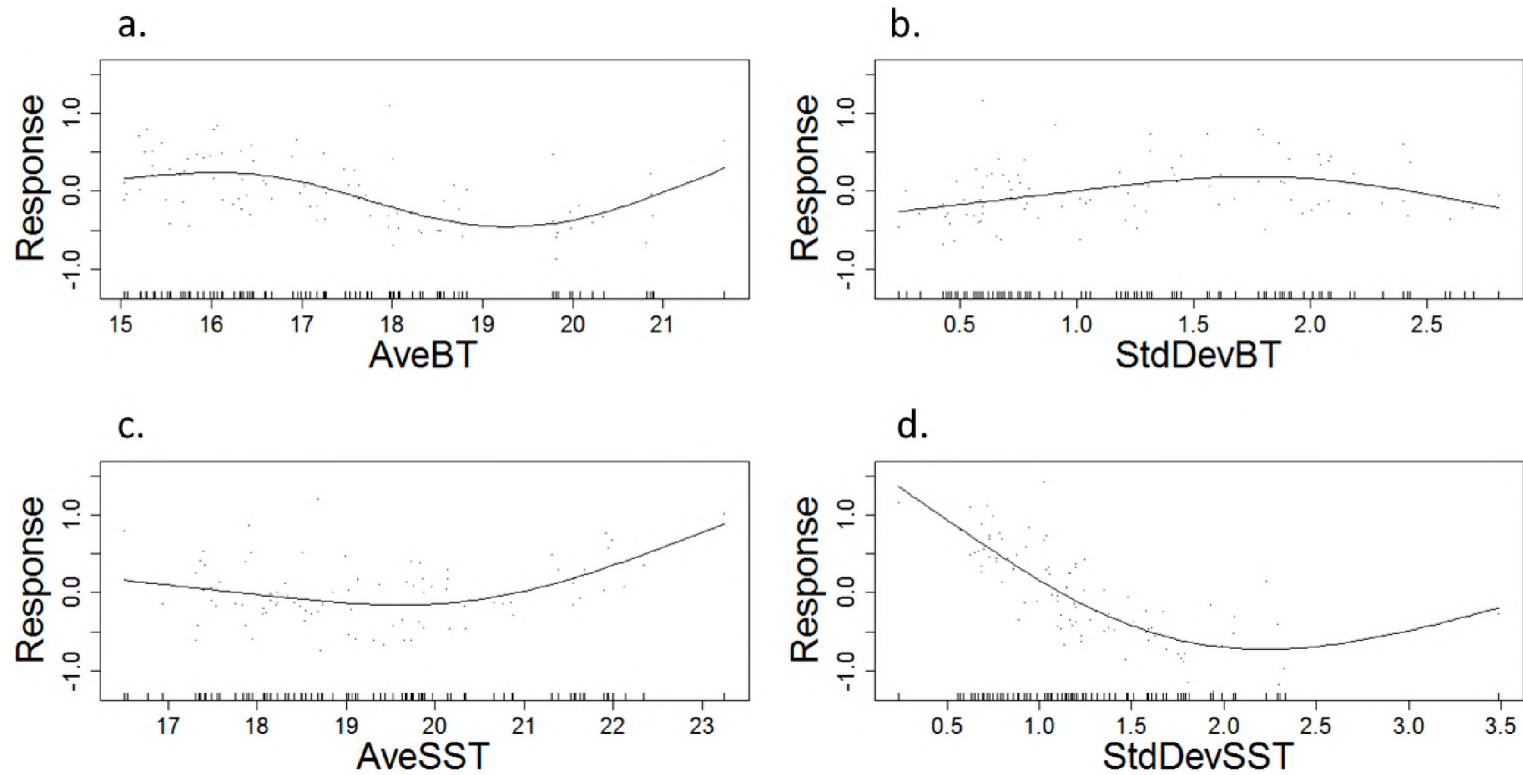 a.
Response
1.0
0.0
-1.0
15 16 17 18 19 20 21
AveBT
b.
Response
1.0
0.0
-1.0
0.5 1.0 1.5 2.0 2.5
StdDevBT
c.
Response
1.0
0.0
-1.0
17 18 19 20 21 22 23
AveSST
d.
Response
1.0
0.0
-1.0
0.5 1.0 1.5 2.0 2.5 3.0 3.5
StdDevSST